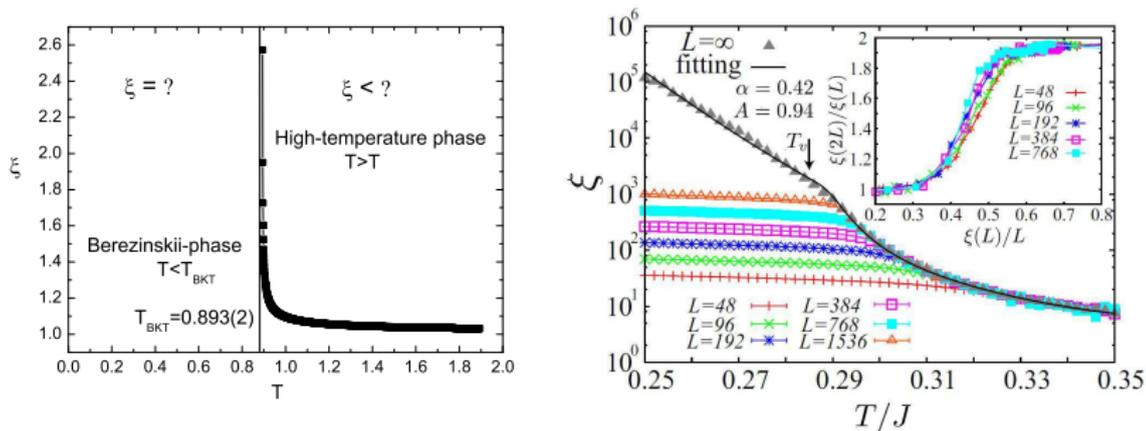 2.6
2.4
2.2
2.0
1.8
1.6
1.4
1.2
1.0
ξ
ξ = ?
ξ < ?
High-temperature phase
T>T
Berezinskii-phase
T<T_BKT
T_BKT=0.893(2)
0.0 0.2 0.4 0.6 0.8 1.0 1.2 1.4 1.6 1.8 2.0
T
10^6
10^5
10^4
10^3
10^2
10^1
10^0
ξ
L=∞
fitting
α = 0.42
A = 0.94
T_v
2
1.8
1.6
1.4
1.2
1
ξ(2L)/ξ(L)
L=48
L=96
L=192
L=384
L=768
0.2 0.3 0.4 0.5 0.6 0.7 0.8
ξ(L)/L
L=48 L=384
L=96 L=768
L=192 L=1536
0.25 0.27 0.29 0.31 0.33 0.35
T/J